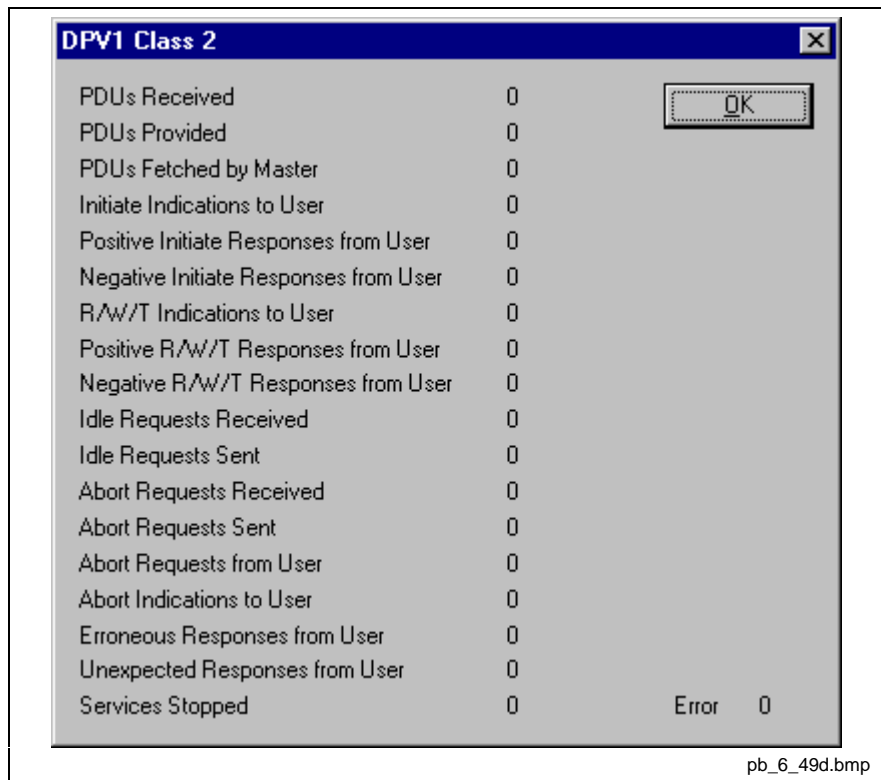 DPV1 Class 2
PDUs Received 0
OK
PDUs Provided 0
PDUs Fetched by Master 0
Initiate Indications to User 0
Positive Initiate Responses from User 0
Negative Initiate Responses from User 0
R/W/T Indications to User 0
Positive R/W/T Responses from User 0
Negative R/W/T Responses from User 0
Idle Requests Received 0
Idle Requests Sent 0
Abort Requests Received 0
Abort Requests Sent 0
Abort Requests from User 0
Abort Indications to User 0
Erroneous Responses from User 0
Unexpected Responses from User 0
Services Stopped 0 Error 0
pb_6_49d.bmp